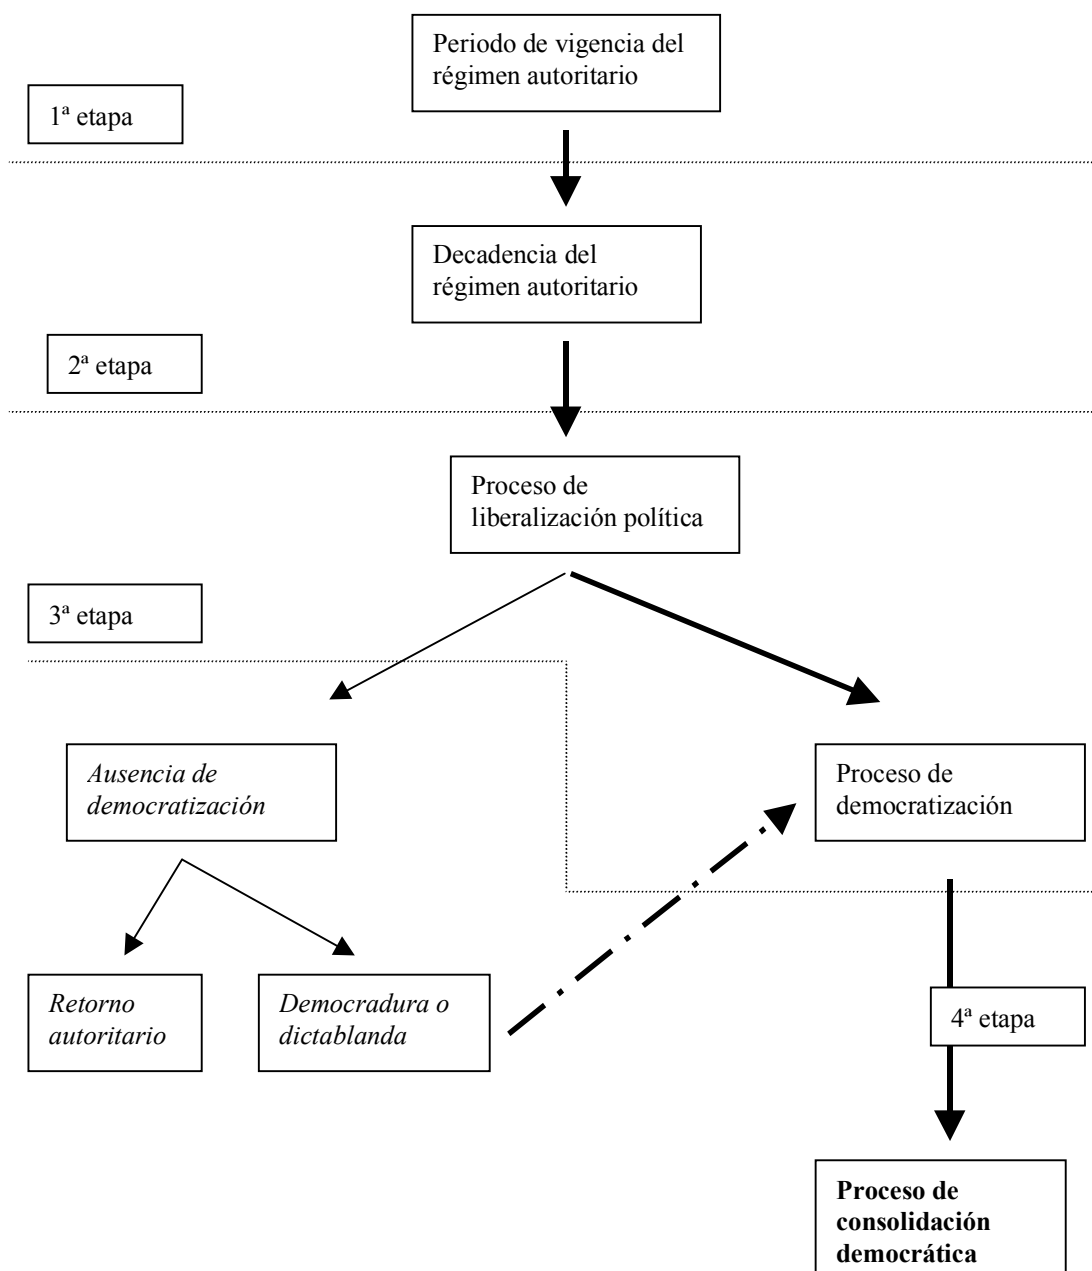 Periodo de vigencia del
régimen autoritario
1ª etapa
Decadencia del
régimen autoritario
2ª etapa
Proceso de
liberalización política
3ª etapa
Ausencia de
democratización
Proceso de
democratización
Retorno
autoritario
Democradura o
dictablanda
4ª etapa
Proceso de
consolidación
democrática